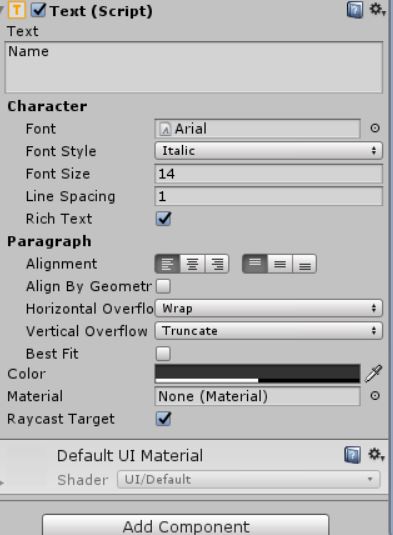 T Text (Script)
Text
Name
Character
Font Arial
Font Style Italic
Font Size 14
Line Spacing 1
Rich Text
Paragraph
Alignment
Align By Geometr
Horizontal Overflo Wrap
Vertical Overflow Truncate
Best Fit
Color
Material None (Material)
Raycast Target
Default UI Material
Shader UI/Default
Add Component